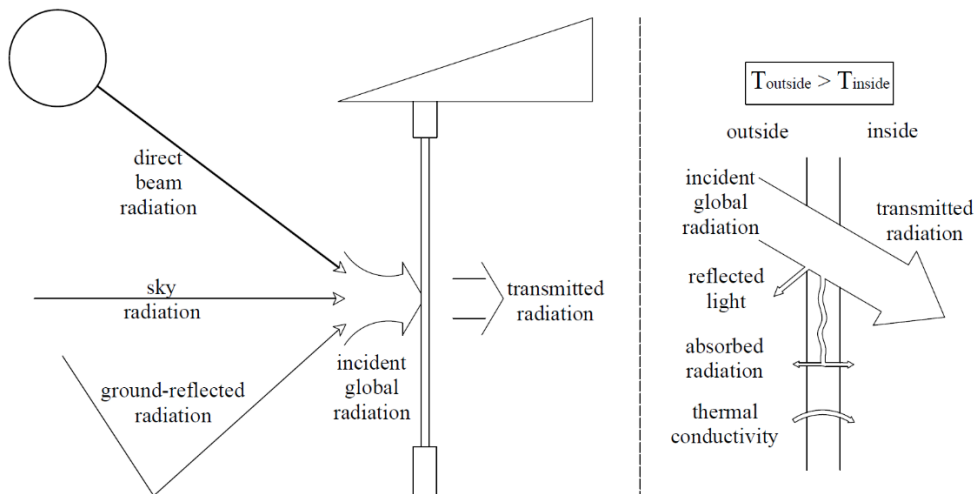 direct
beam
radiation
sky
radiation
ground-reflected
radiation
incident
global
radiation
transmitted
radiation
Toutside > Tinside
outside
inside
incident
global
radiation
transmitted
radiation
reflected
light
absorbed
radiation
thermal
conductivity